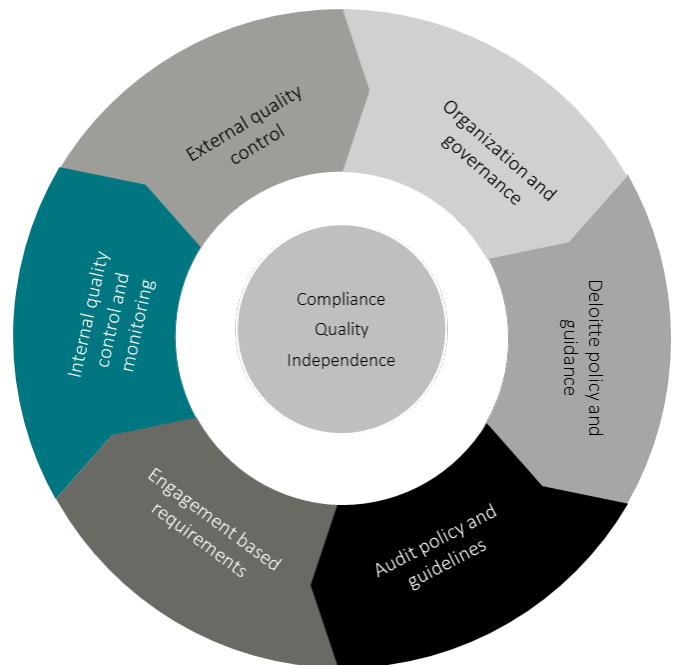 External quality
control
Organization and
governance
Deloitte policy and
guidance
Audit policy and
guidelines
Engagement based
requirements
Internal quality
control and
monitoring
Compliance
Quality
Independence